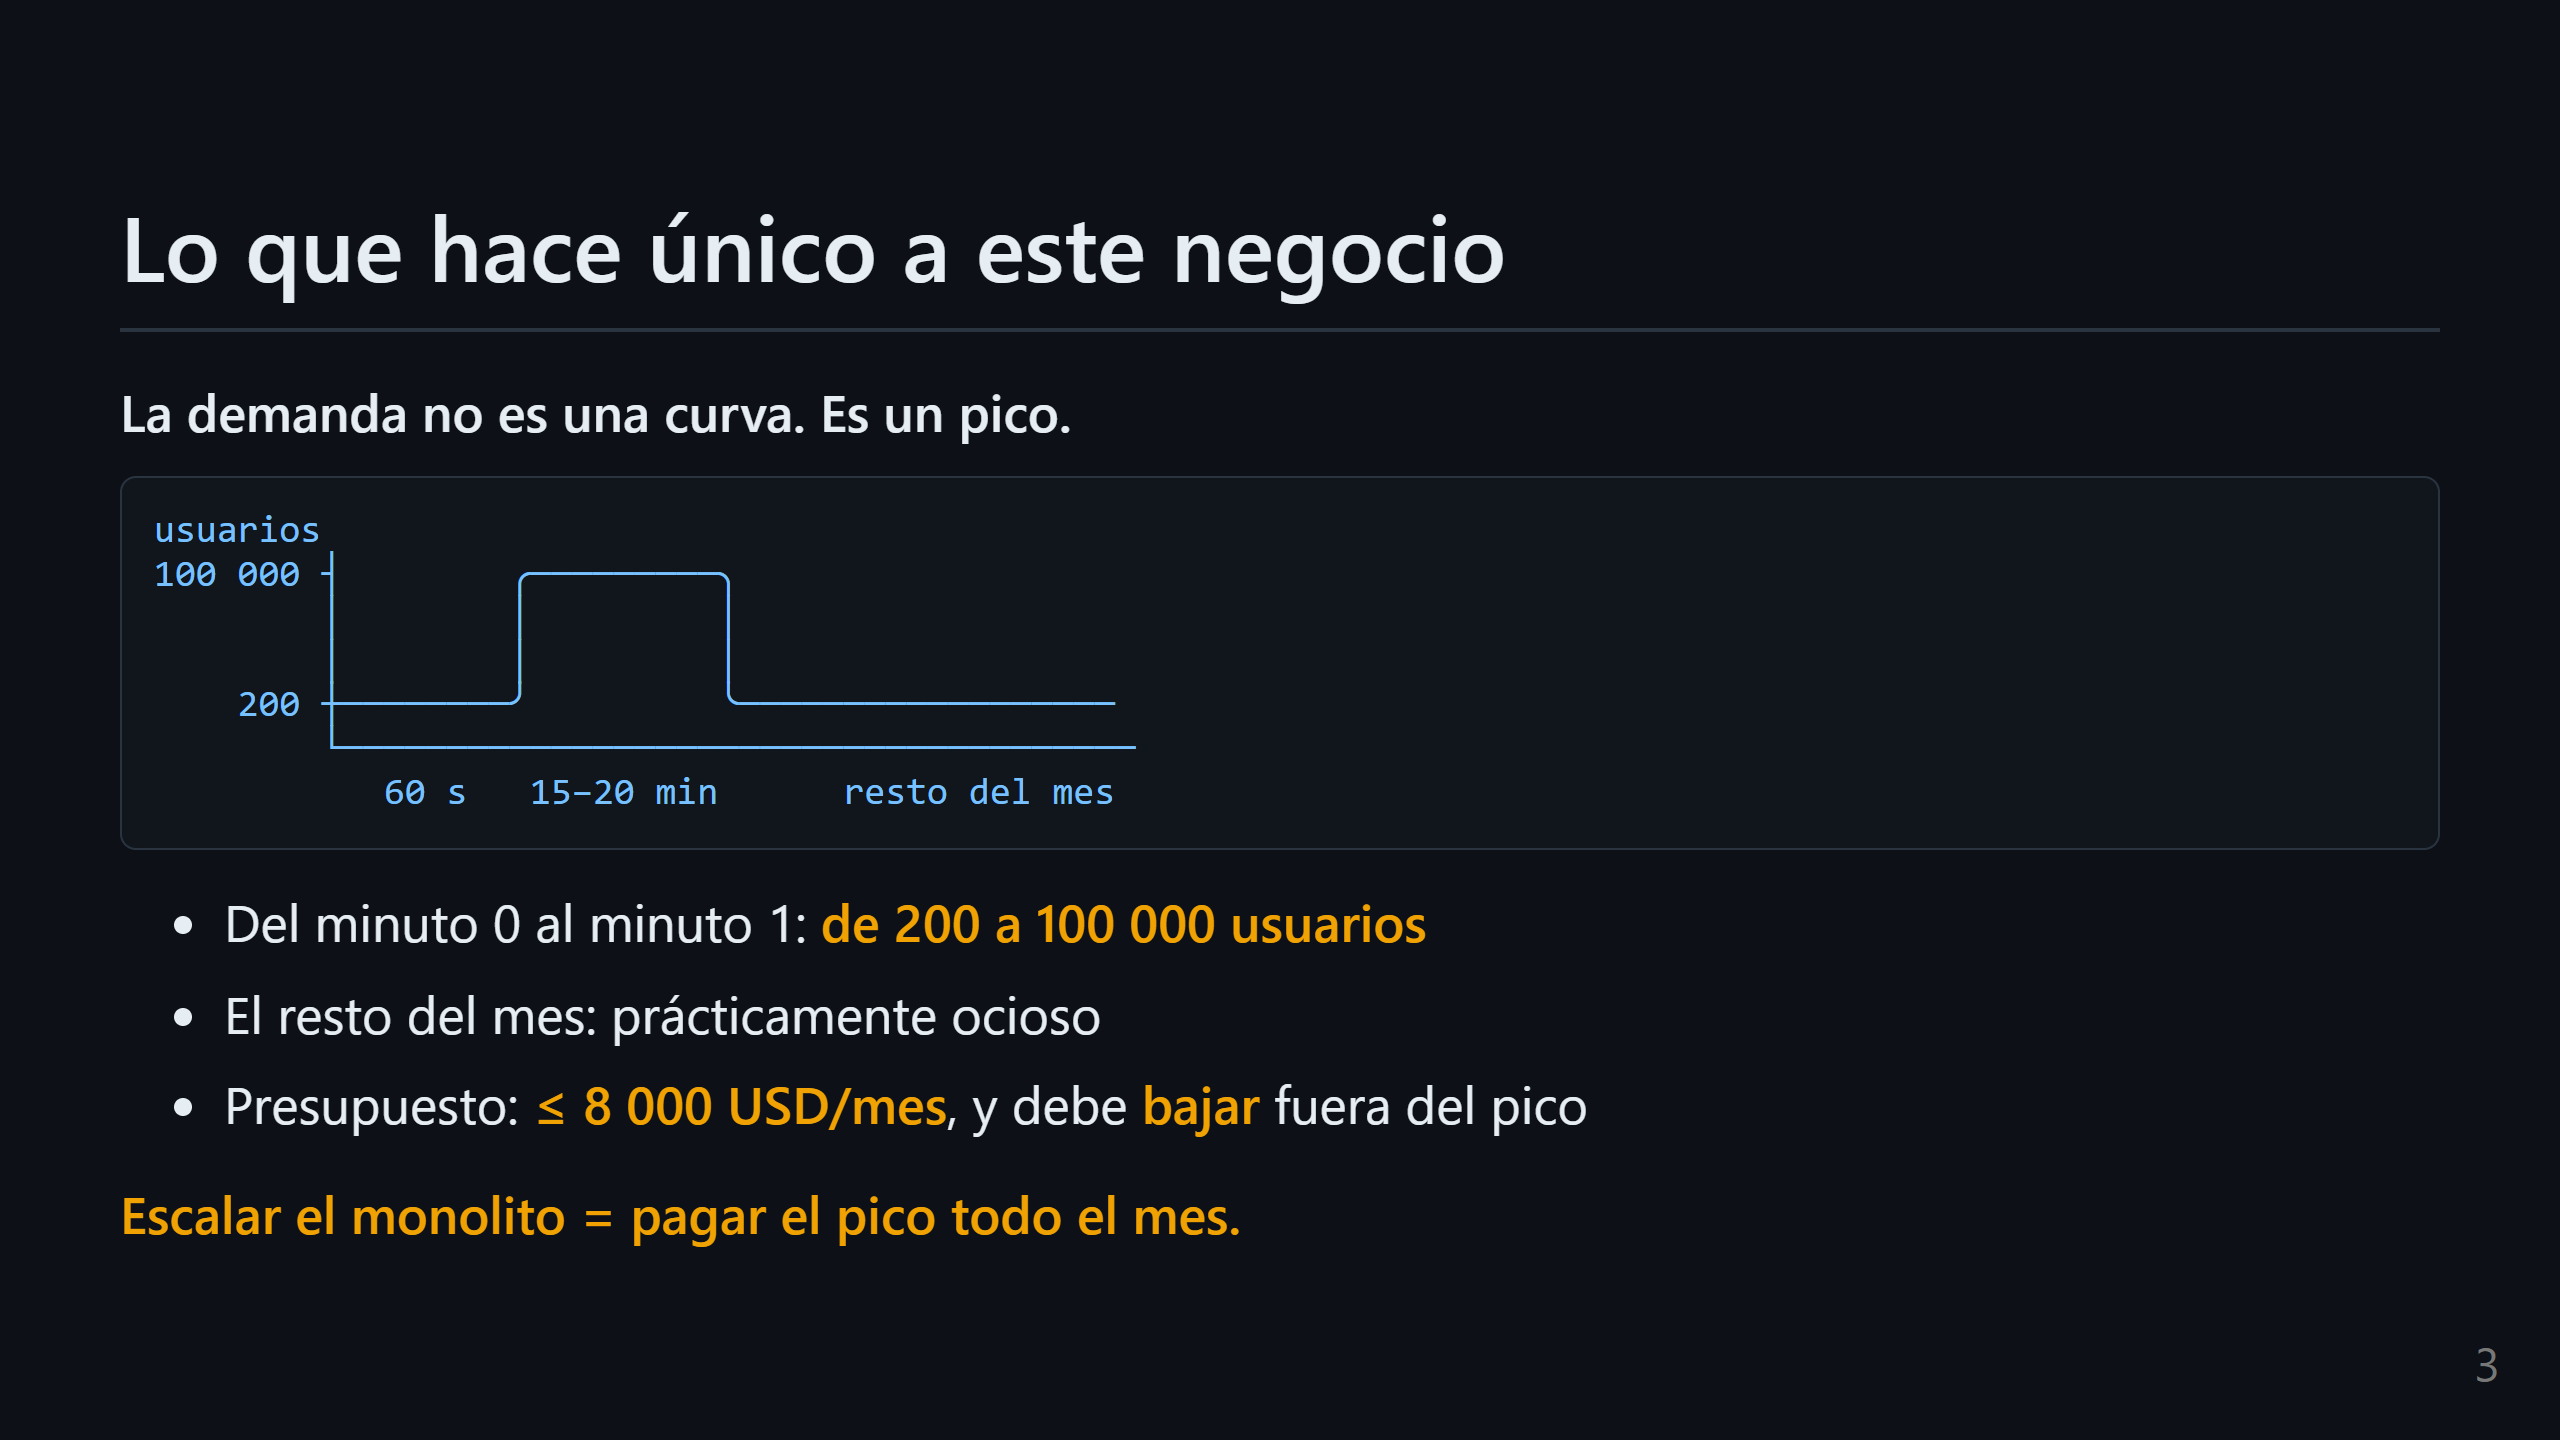 Lo que hace único a este negocio
La demanda no es una curva. Es un pico.
usuarios
100 000
200
60 s 15–20 min resto del mes
• Del minuto 0 al minuto 1: de 200 a 100 000 usuarios
• El resto del mes: prácticamente ocioso
• Presupuesto: ≤ 8 000 USD/mes, y debe bajar fuera del pico
Escalar el monolito = pagar el pico todo el mes.
3